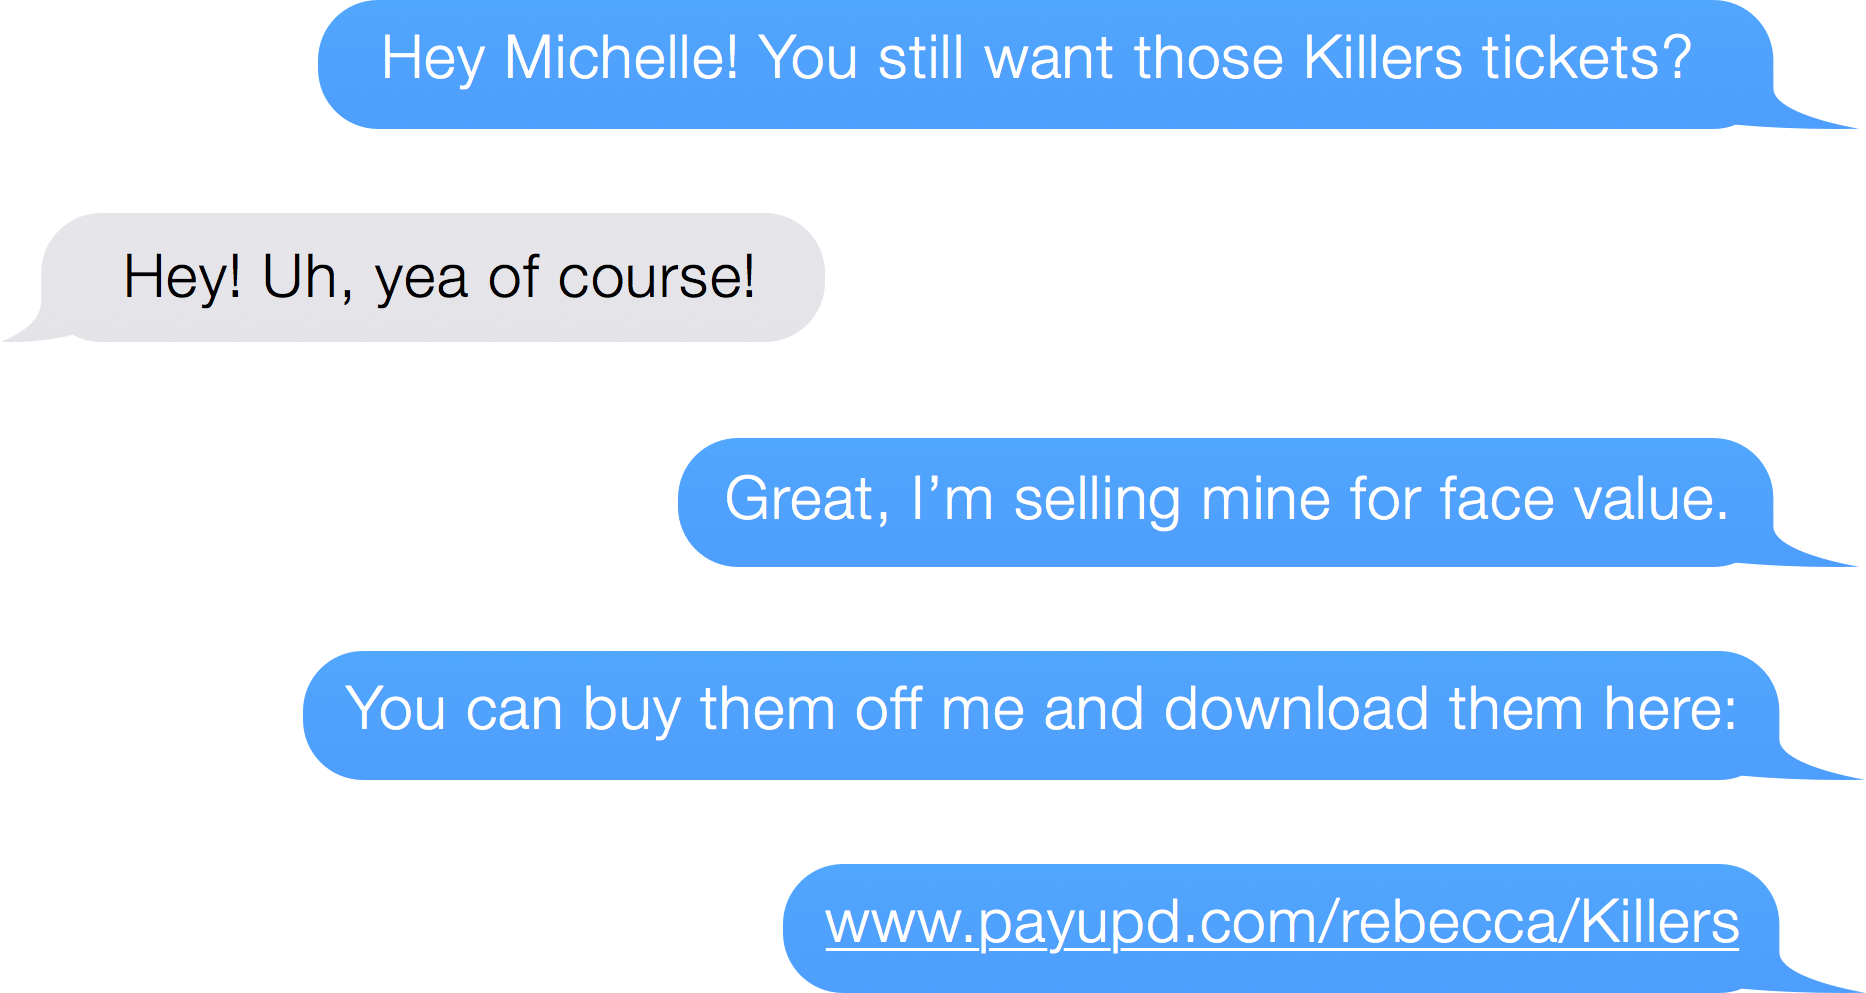 Hey Michelle! You still want those Killers tickets?
Hey! Uh, yea of course!
Great, I’m selling mine for face value.
You can buy them off me and download them here:
www.payupd.com/rebecca/Killers